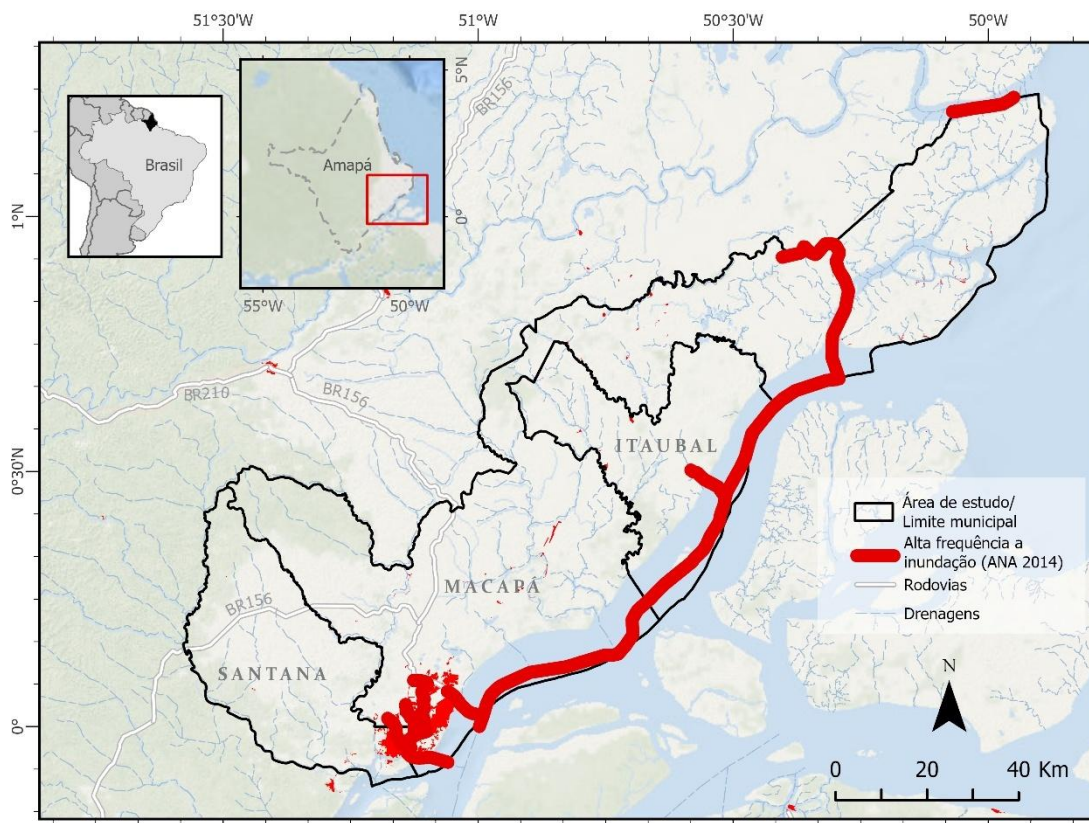 51°30'W
51°W
50°30'W
50°W
5°N
Brasil
Amapá
0°
55°W
50°W
BR156
1°N
BR210
BR156
ITAUBAL
0°30'N
Área de estudo/
Limite municipal
Alta frequência a
inundação (ANA 2014)
Rodovias
Drenagens
MACAPÁ
BR156
SANTANA
N
0°
0 20 40 Km